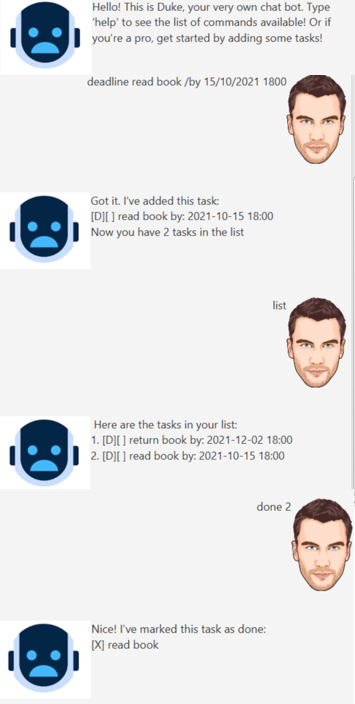 Hello! This is Duke, your very own chat bot. Type
'help' to see the list of commands available! Or if
you're a pro, get started by adding some tasks!
deadline read book /by 15/10/2021 1800
Got it. I've added this task:
[D][ ] read book by: 2021-10-15 18:00
Now you have 2 tasks in the list
list
Here are the tasks in your list:
1. [D][ ] return book by: 2021-12-02 18:00
2. [D][ ] read book by: 2021-10-15 18:00
done 2
Nice! I've marked this task as done:
[X] read book